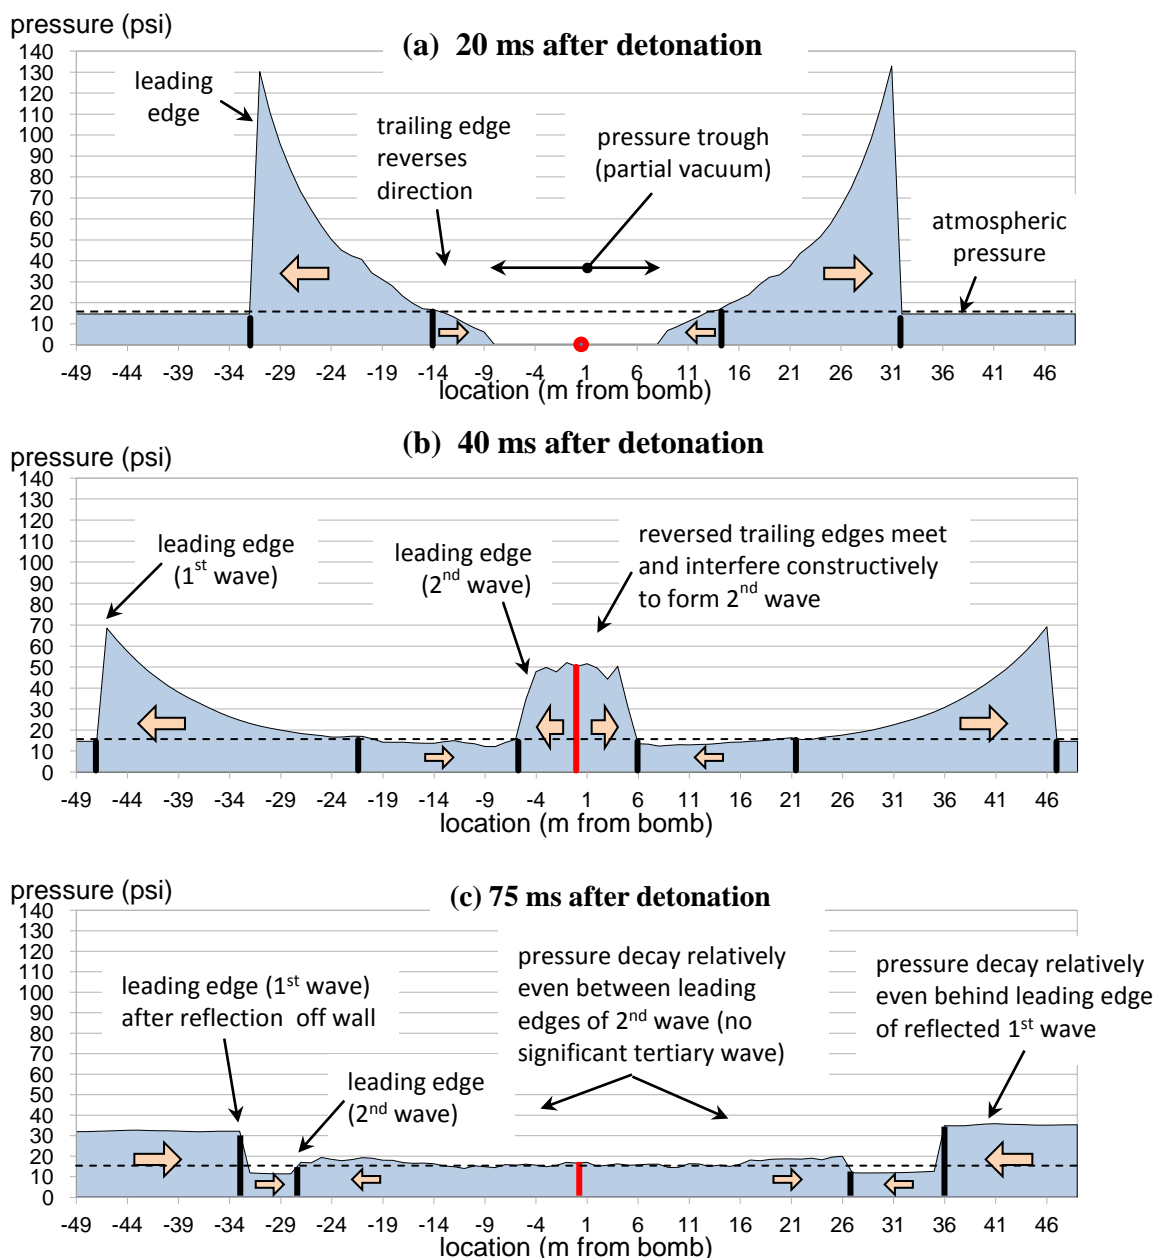 pressure (psi)
(a)  20 ms after detonation
140
130
120
110
100
90
80
70
60
50
40
30
20
10
0
leading
edge
trailing edge
reverses
direction
pressure trough
(partial vacuum)
atmospheric
pressure
-49 -44 -39 -34 -29 -24 -19 -14 -9 -4 1 6 11 16 21 26 31 36 41 46
location (m from bomb)
(b)  40 ms after detonation
pressure (psi)
140
130
120
110
100
90
80
70
60
50
40
30
20
10
0
leading edge
(1st wave)
leading edge
(2nd wave)
reversed trailing edges meet
and interfere constructively
to form 2nd wave
-49 -44 -39 -34 -29 -24 -19 -14 -9 -4 1 6 11 16 21 26 31 36 41 46
location (m from bomb)
pressure (psi)
(c) 75 ms after detonation
140
130
120
110
100
90
80
70
60
50
40
30
20
10
0
leading edge (1st wave)
after reflection  off wall
leading edge
(2nd wave)
pressure decay relatively
even between leading
edges of 2nd wave (no
significant tertiary wave)
pressure decay relatively
even behind leading edge
of reflected 1st wave
-49 -44 -39 -34 -29 -24 -19 -14 -9 -4 1 6 11 16 21 26 31 36 41 46
location (m from bomb)